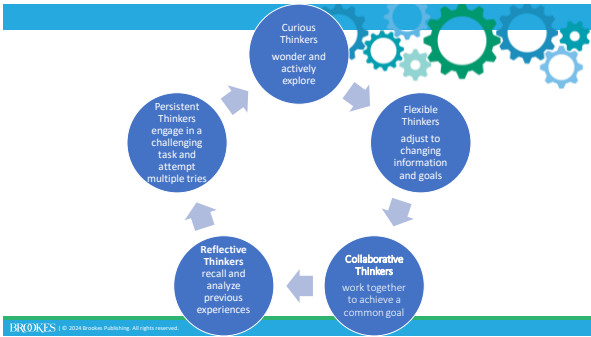 Curious
Thinkers
wonder and
actively
explore
Flexible
Thinkers
adjust to
changing
information
and goals
Collaborative
Thinkers
work together
to achieve a
common goal
Reflective
Thinkers
recall and
analyze
previous
experiences
Persistent
Thinkers
engage in a
challenging
task and
attempt
multiple tries
BROOKES | © 2024 Brookes Publishing. All rights reserved.